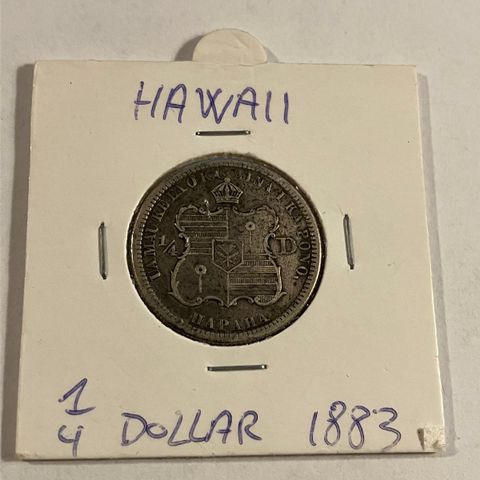 HAWAII
UA MAU KE EA O KA AINA I KA PONO.
1/4 D
HAPAHA
1/4 DOLLAR 1883